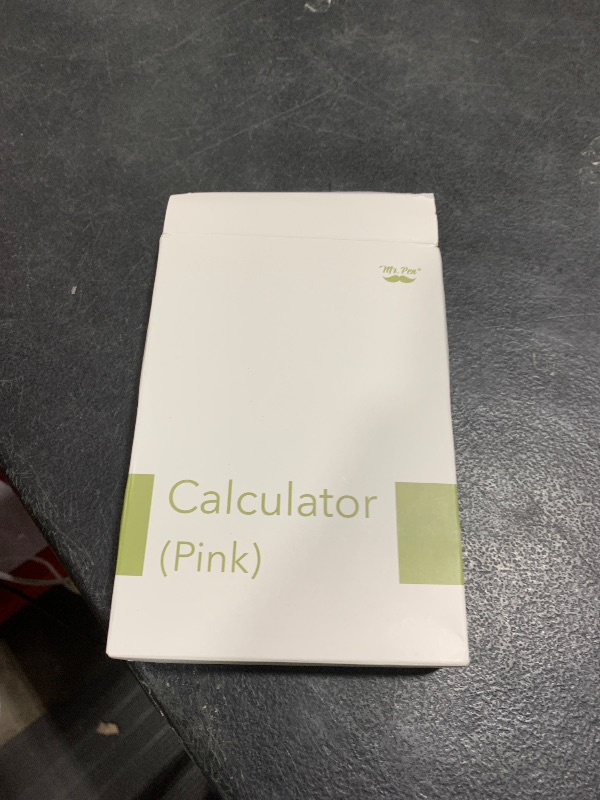 "Mr. Pen"
Calculator
(Pink)